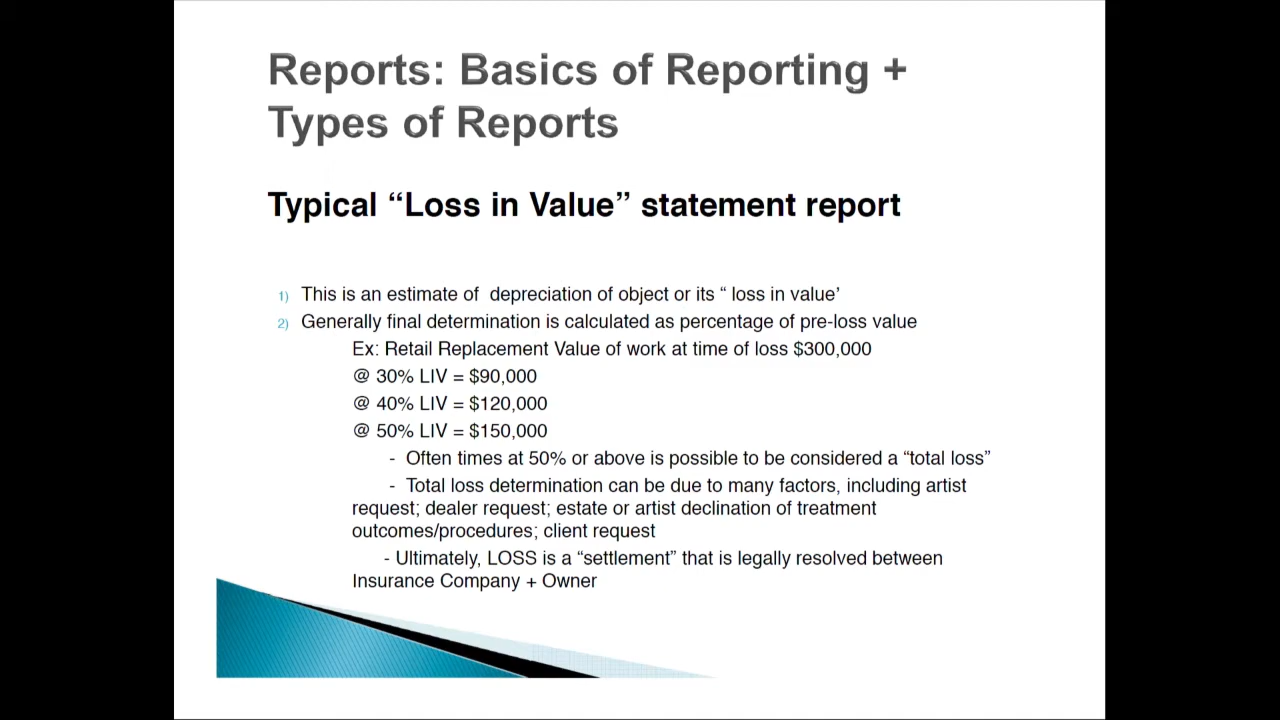 Reports: Basics of Reporting +
Types of Reports
Typical “Loss in Value” statement report
1) This is an estimate of  depreciation of object or its “ loss in value’
2) Generally final determination is calculated as percentage of pre-loss value
Ex: Retail Replacement Value of work at time of loss $300,000
@ 30% LIV = $90,000
@ 40% LIV = $120,000
@ 50% LIV = $150,000
- Often times at 50% or above is possible to be considered a “total loss”
- Total loss determination can be due to many factors, including artist
request; dealer request; estate or artist declination of treatment
outcomes/procedures; client request
- Ultimately, LOSS is a “settlement” that is legally resolved between
Insurance Company + Owner